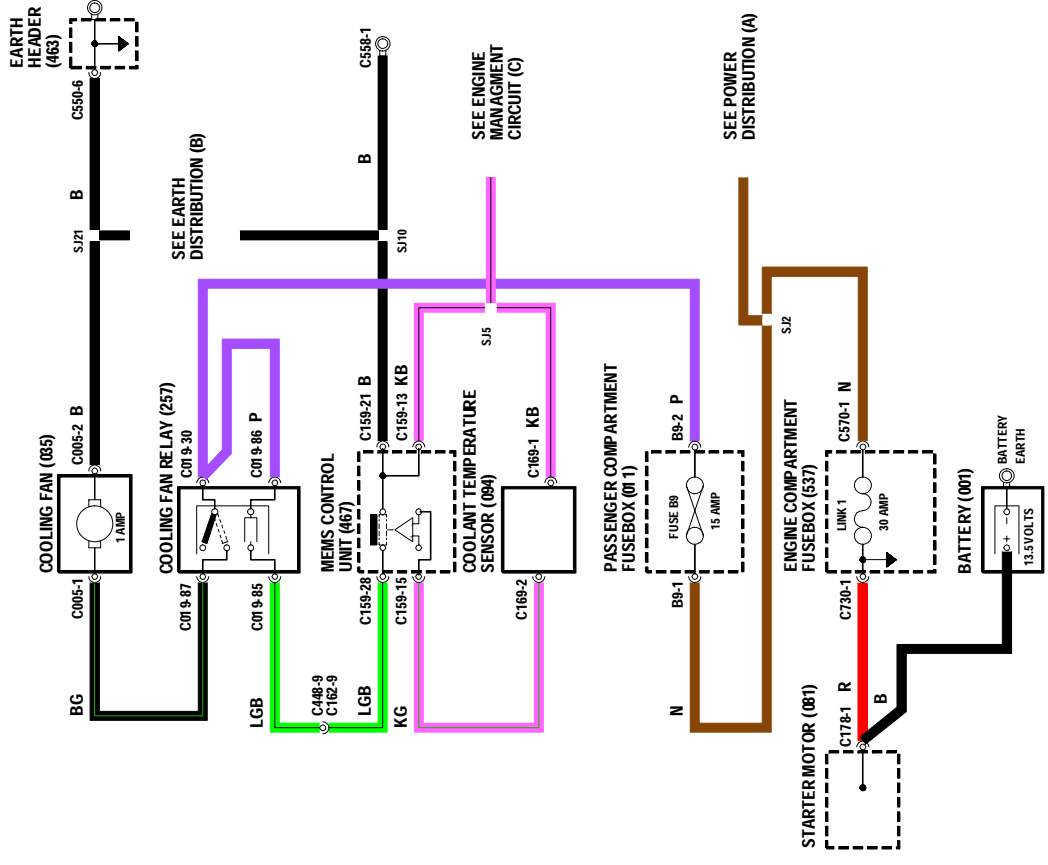 EARTH
HEADER
(463)
C550-6
B
SJ21
C005-2 B
COOLING FAN (035)
1 AMP
C005-1
BG
SEE EARTH
DISTRIBUTION (B)
C019-30
COOLING FAN RELAY (257)
C019-86 P
C019-87
C019-85
LGB
C448-9
C162-9
C558-1
B
SJ10
C159-21 B
C159-13 KB
MEMS CONTROL
UNIT (467)
C159-28
C159-15
LGB
KG
SEE ENGINE
MANAGMENT
CIRCUIT (C)
SJ5
C169-1 KB
COOLANT TEMPERATURE
SENSOR (094)
C169-2
PASSENGER COMPARTMENT
FUSEBOX (011)
B9-2 P
FUSE B9
15 AMP
B9-1
N
SEE POWER
DISTRIBUTION (A)
SJ2
ENGINE COMPARTMENT
FUSEBOX (537)
C570-1 N
LINK 1
30 AMP
C730-1
R
B
C178-1
STARTER MOTOR (081)
BATTERY
EARTH
BATTERY (001)
+ −
13.5 VOLTS